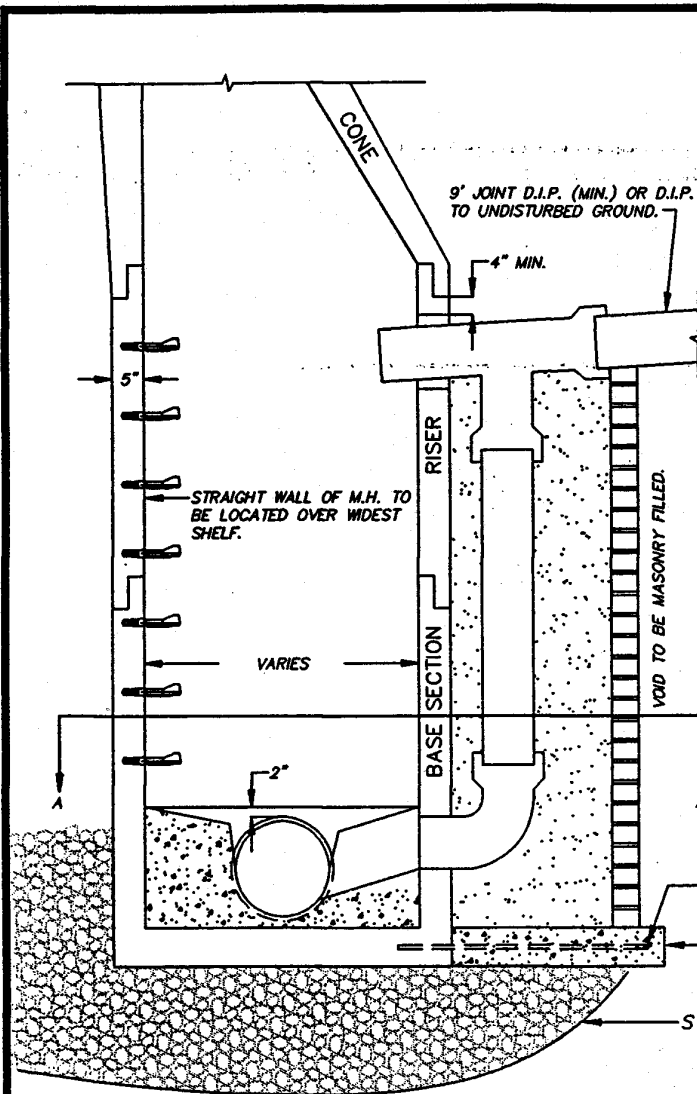 CONE
9' JOINT D.I.P. (MIN.) OR D.I.P.
TO UNDISTURBED GROUND.
4" MIN.
5"
RISER
STRAIGHT WALL OF M.H. TO
BE LOCATED OVER WIDEST
SHELF.
VOID TO BE MASONRY FILLED.
VARIES
BASE SECTION
A
2"
S